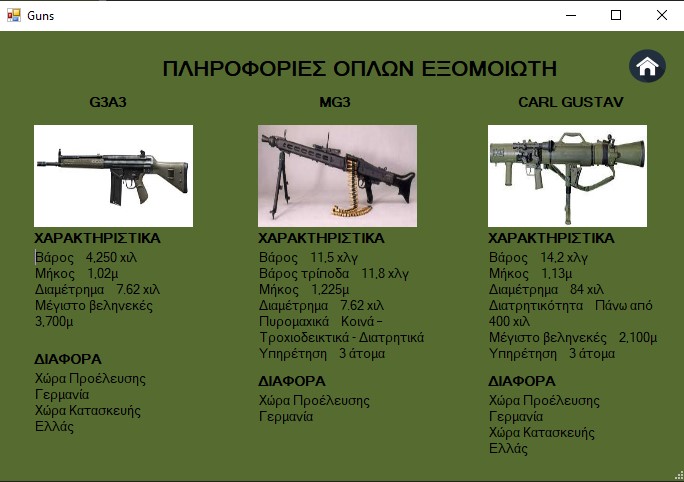 Guns
ΠΛΗΡΟΦΟΡΙΕΣ ΟΠΛΩΝ ΕΞΟΜΟΙΩΤΗ
G3A3
ΧΑΡΑΚΤΗΡΙΣΤΙΚΑ
Βάρος 4,250 χιλ
Μήκος 1,02μ
Διαμέτρημα 7.62 χιλ
Μέγιστο βεληνεκές
3,700μ
ΔΙΑΦΟΡΑ
Χώρα Προέλευσης
Γερμανία
Χώρα Κατασκευής
Ελλάς
MG3
ΧΑΡΑΚΤΗΡΙΣΤΙΚΑ
Βάρος 11,5 χλγ
Βάρος τρίποδα 11,8 χλγ
Μήκος 1,225μ
Διαμέτρημα 7.62 χιλ
Πυρομαχικά Κοινά –
Τροχιοδεικτικά - Διατρητικά
Υπηρέτηση 3 άτομα
ΔΙΑΦΟΡΑ
Χώρα Προέλευσης
Γερμανία
CARL GUSTAV
ΧΑΡΑΚΤΗΡΙΣΤΙΚΑ
Βάρος 14,2 χλγ
Μήκος 1,13μ
Διαμέτρημα 84 χιλ
Διατρητικότητα Πάνω από
400 χιλ
Μέγιστο βεληνεκές 2,100μ
Υπηρέτηση 3 άτομα
ΔΙΑΦΟΡΑ
Χώρα Προέλευσης
Γερμανία
Χώρα Κατασκευής
Ελλάς